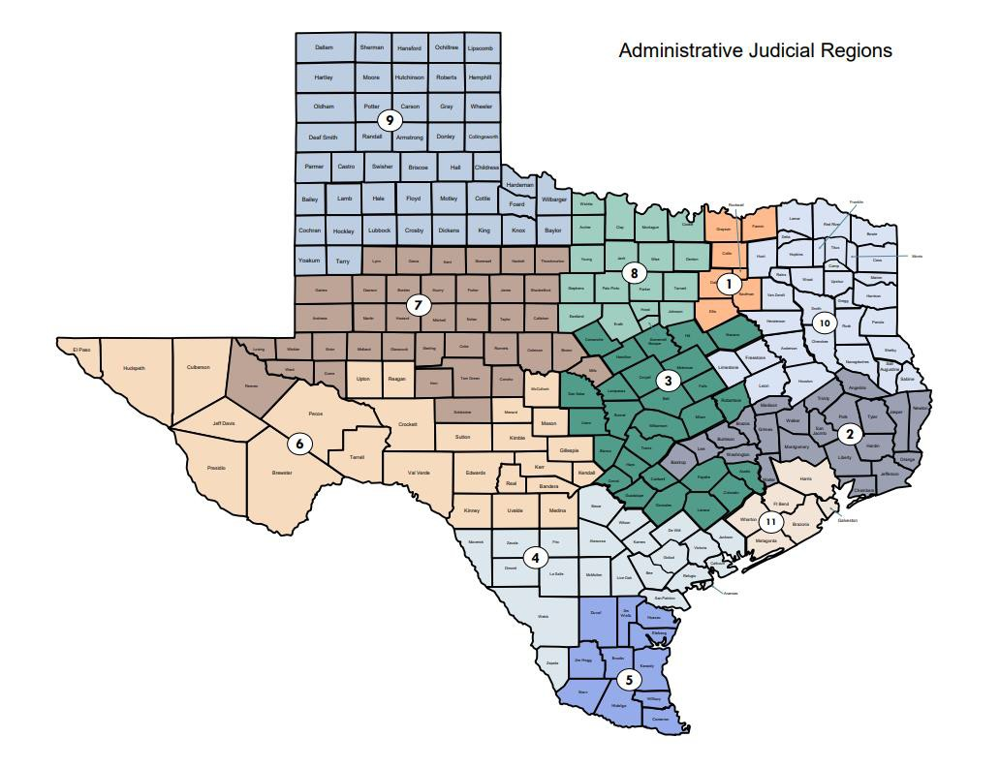 Administrative Judicial Regions
Dallam Sherman Hansford Ochiltree Lipscomb
Hartley Moore Hutchinson Roberts Hemphill
Oldham Potter Carson Gray Wheeler
9
Deaf Smith Randall Armstrong Donley Collingsworth
Parmer Castro Swisher Briscoe Hall Childress
Hardeman
Bailey Lamb Hale Floyd Motley Cottle Foard Wilbarger Wichita
Rockwall Franklin
Cochran Hockley Lubbock Crosby Dickens King Knox Baylor Archer Clay Montague Cooke Grayson Fannin Lamar Red River Bowie
Delta
Yoakum Terry Lynn Garza Kent Stonewall Haskell Throckmorton Young Jack Wise Denton Collin Hunt Hopkins Titus Cass Morris
Camp
8
Gaines Dawson Borden Scurry Fisher Jones Shackelford Stephens Palo Pinto Parker Tarrant 1 Kaufman Rains Wood Upshur Marion
Van Zandt Gregg Harrison
7
Andrews Martin Howard Mitchell Nolan Taylor Callahan Eastland Erath Hood Johnson Ellis Smith
Henderson 10 Rusk Panola
El Paso Hudspeth Culberson Loving Winkler Ector Midland Glasscock Sterling Coke Runnels Coleman Brown Comanche Somervell Bosque Hill Navarro Anderson Cherokee Shelby
Reeves Ward Crane Upton Reagan Irion Tom Green Concho McCulloch Mills Hamilton Coryell McLennan Limestone Freestone Nacogdoches San Augustine Sabine
3
San Saba Lampasas Bell Falls Robertson Leon Houston Angelina
Jeff Davis Pecos Crockett Schleicher Menard Mason Llano Burnet Williamson Milam Brazos Madison Grimes Walker Trinity Polk Tyler Jasper Newton
San Jacinto 2
6
Presidio Brewster Terrell Val Verde Sutton Kimble Gillespie Blanco Travis Lee Burleson Washington Montgomery Liberty Hardin Orange
Edwards Kerr Kendall Hays Bastrop Fayette Austin Waller Harris Chambers Jefferson
Real Bandera Comal Caldwell Guadalupe Gonzales Lavaca Colorado Ft Bend Galveston
Kinney Uvalde Medina Bexar Wilson Wharton 11 Brazoria
Matagorda
Maverick Zavala Frio Atascosa Karnes De Witt Victoria Jackson
4
Dimmit La Salle McMullen Live Oak Bee Goliad Refugio Calhoun
Aransas
San Patricio
Webb Duval Jim Wells Nueces
Kleberg
Zapata Jim Hogg Brooks Kenedy
5
Starr Hidalgo Willacy
Cameron